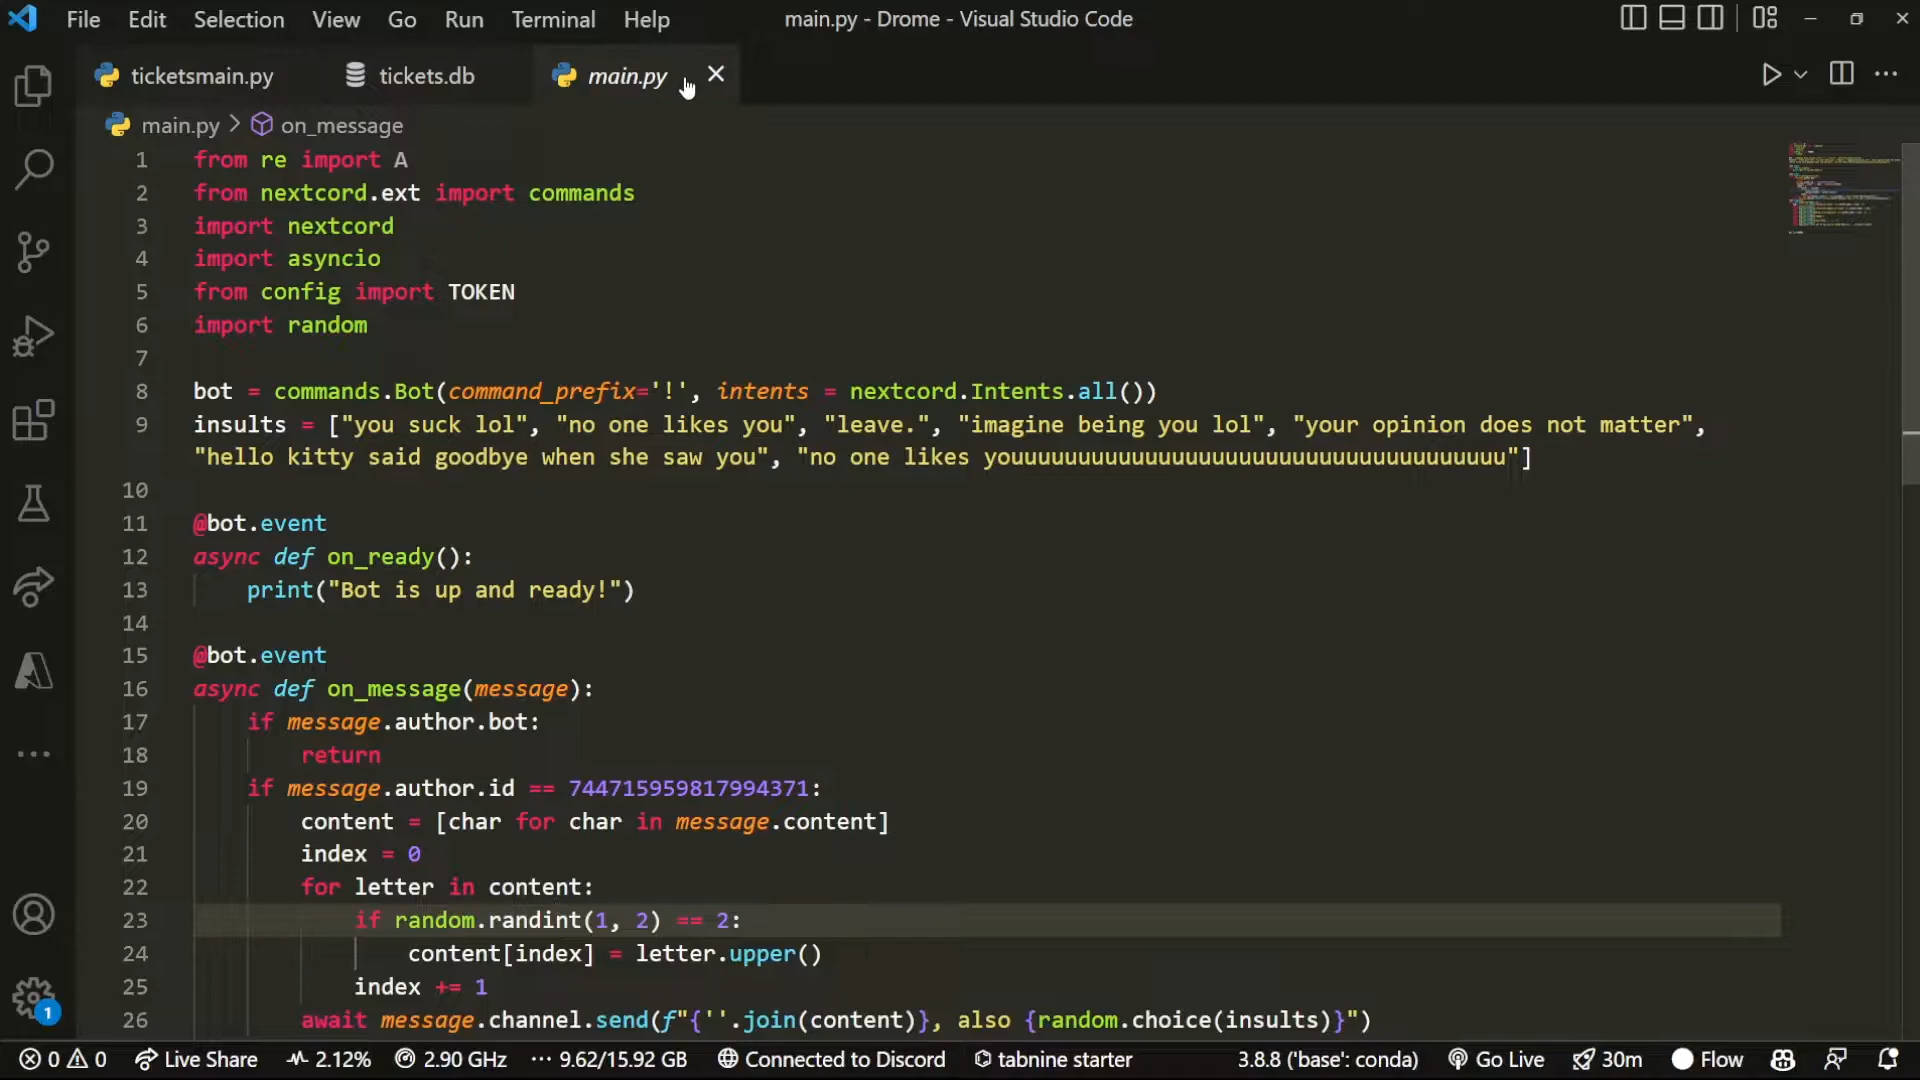 File Edit Selection View Go Run Terminal Help main.py - Drome - Visual Studio Code
ticketsmain.py tickets.db main.py
main.py > on_message
1 from re import A
2 from nextcord.ext import commands
3 import nextcord
4 import asyncio
5 from config import TOKEN
6 import random
7
8 bot = commands.Bot(command_prefix='!', intents = nextcord.Intents.all())
9 insults = ["you suck lol", "no one likes you", "leave.", "imagine being you lol", "your opinion does not matter",
"hello kitty said goodbye when she saw you", "no one likes youuuuuuuuuuuuuuuuuuuuuuuuuuuuuuuuuuuuu"]
10
11 @bot.event
12 async def on_ready():
13 print("Bot is up and ready!")
14
15 @bot.event
16 async def on_message(message):
17 if message.author.bot:
18 return
19 if message.author.id == 744715959817994371:
20 content = [char for char in message.content]
21 index = 0
22 for letter in content:
23 if random.randint(1, 2) == 2:
24 content[index] = letter.upper()
25 index += 1
26 await message.channel.send(f"{''.join(content)}, also {random.choice(insults)}")
1
0 0 Live Share 2.12% 2.90 GHz 9.62/15.92 GB Connected to Discord tabnine starter 3.8.8 ('base': conda) Go Live 30m Flow